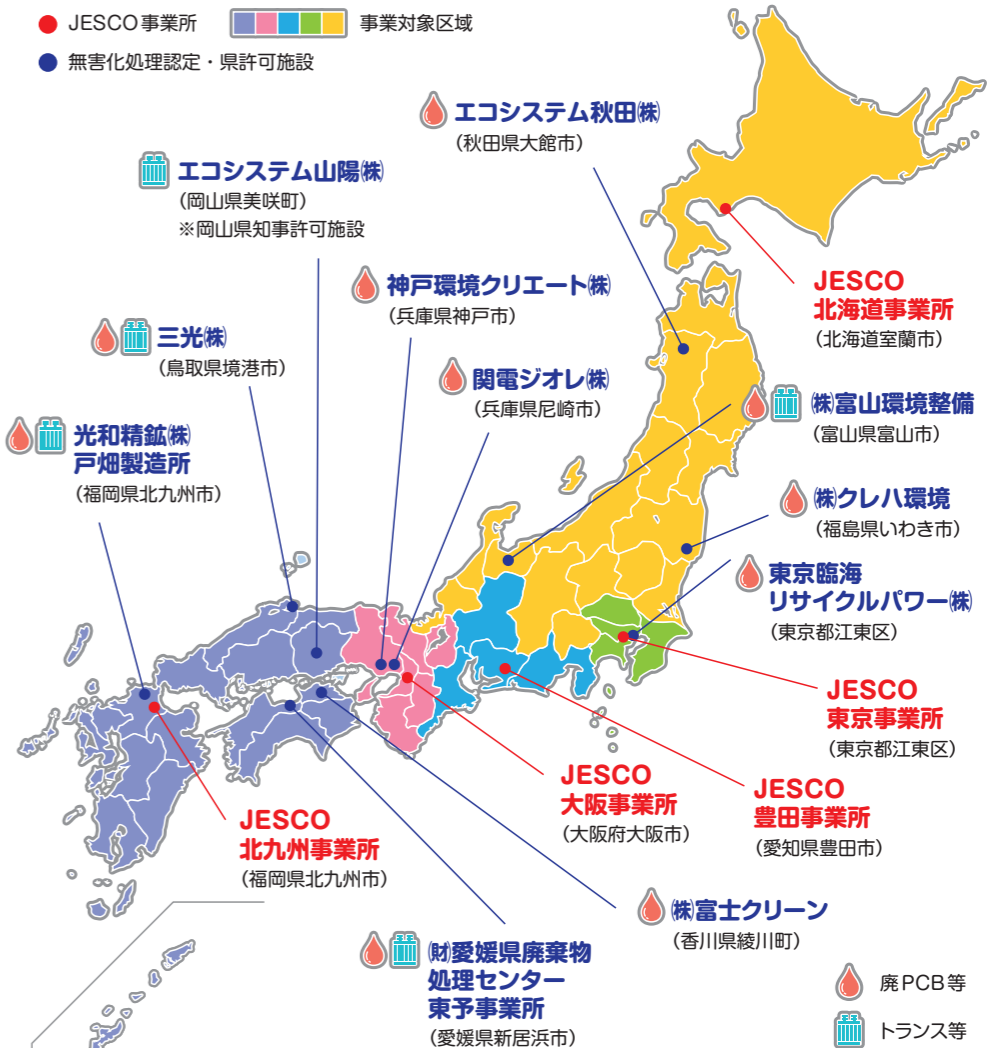 JESCO事業所
事業対象区域
無害化処理認定・県許可施設
エコシステム秋田㈱
(秋田県大館市)
エコシステム山陽㈱
(岡山県美咲町)
※岡山県知事許可施設
神戸環境クリエート㈱
(兵庫県神戸市)
JESCO
北海道事業所
(北海道室蘭市)
三光㈱
(鳥取県境港市)
関電ジオレ㈱
(兵庫県尼崎市)
㈱富山環境整備
(富山県富山市)
光和精鉱㈱
戸畑製造所
(福岡県北九州市)
㈱クレハ環境
(福島県いわき市)
東京臨海
リサイクルパワー㈱
(東京都江東区)
JESCO
東京事業所
(東京都江東区)
JESCO
大阪事業所
(大阪府大阪市)
JESCO
豊田事業所
(愛知県豊田市)
JESCO
北九州事業所
(福岡県北九州市)
㈱富士クリーン
(香川県綾川町)
㈶愛媛県廃棄物
処理センター
東予事業所
(愛媛県新居浜市)
廃PCB等
トランス等